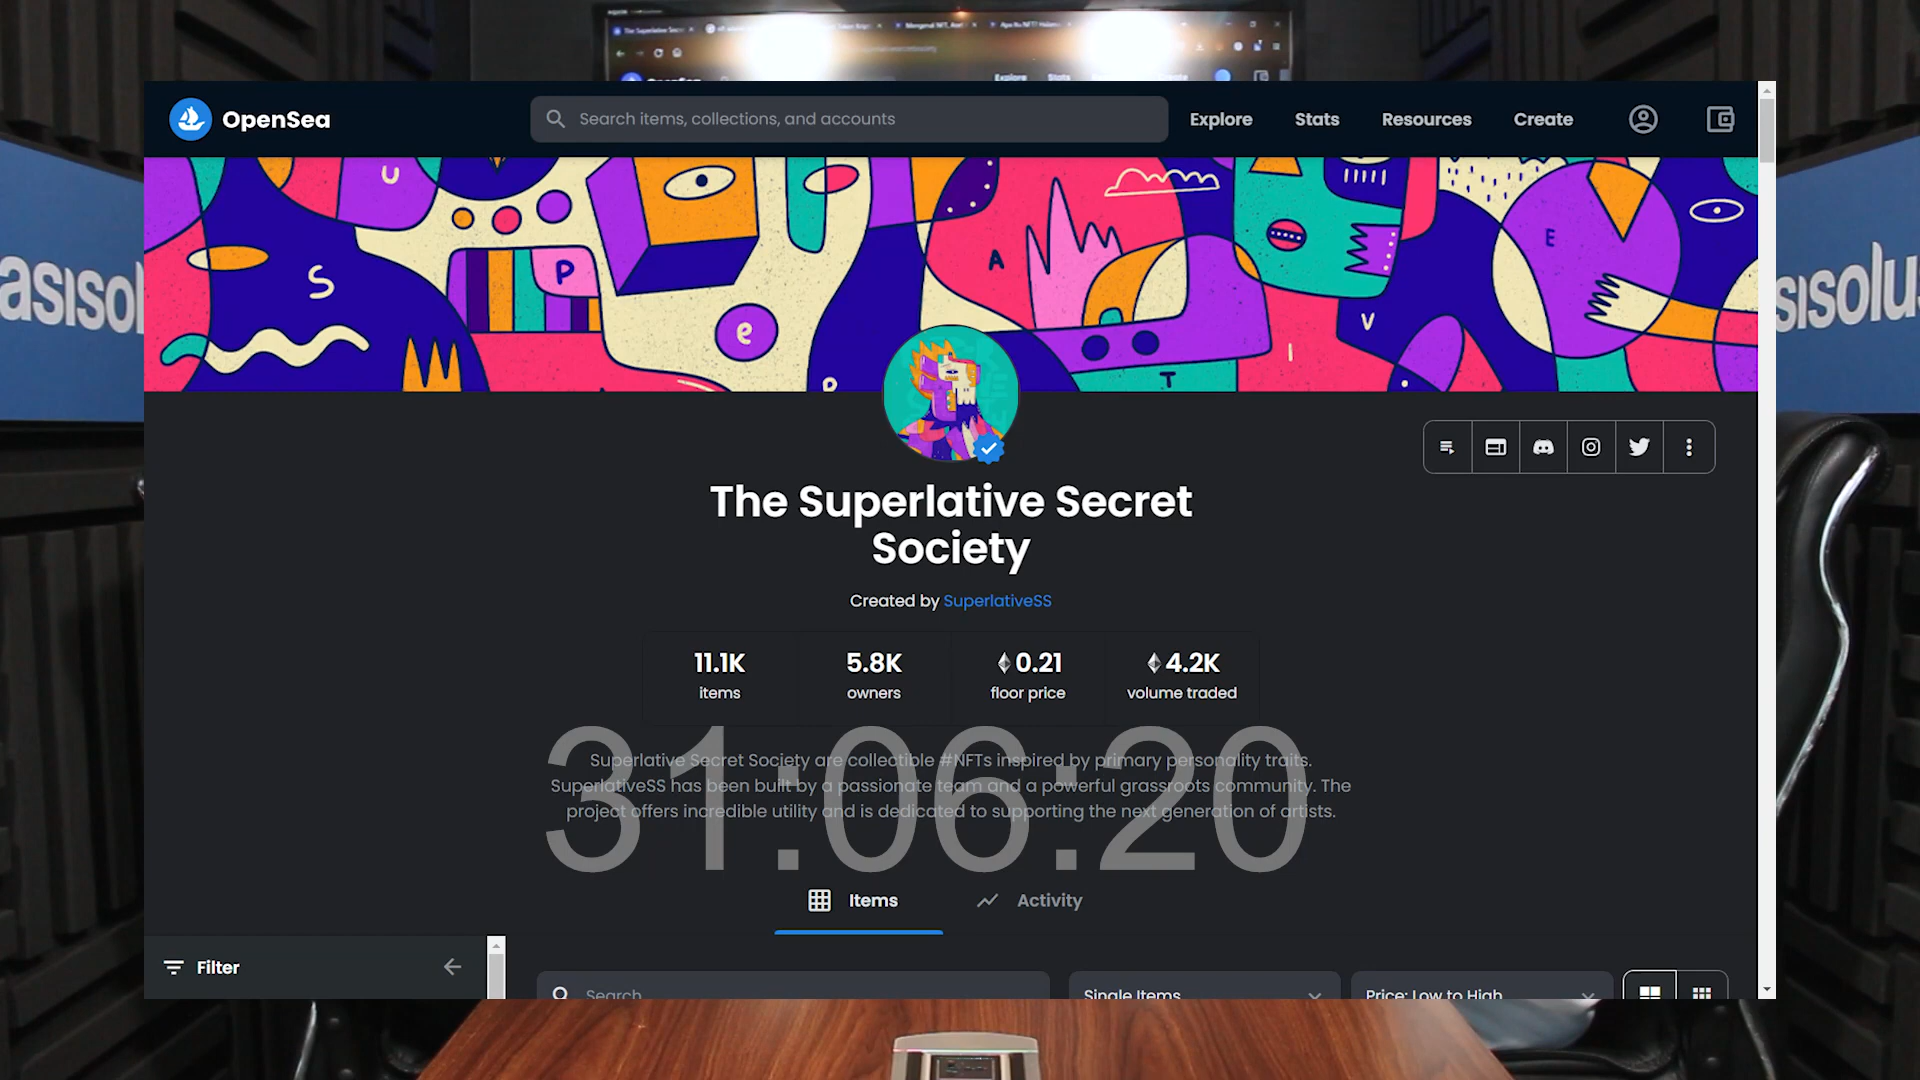 Explore Stats
OpenSea
Search items, collections, and accounts
Explore
Stats
Resources
Create
U
S
P
e
P
A
T
I
V
E
asisol
sisolu
The Superlative Secret
Society
Created by SuperlativeSS
11.1K
items
5.8K
owners
0.21
floor price
4.2K
volume traded
31:06:20
Superlative Secret Society are collectible #NFTs inspired by primary personality traits.
SuperlativeSS has been built by a passionate team and a powerful grassroots community. The
project offers incredible utility and is dedicated to supporting the next generation of artists.
Items
Activity
Filter
Search
Single Items
Price: Low to High